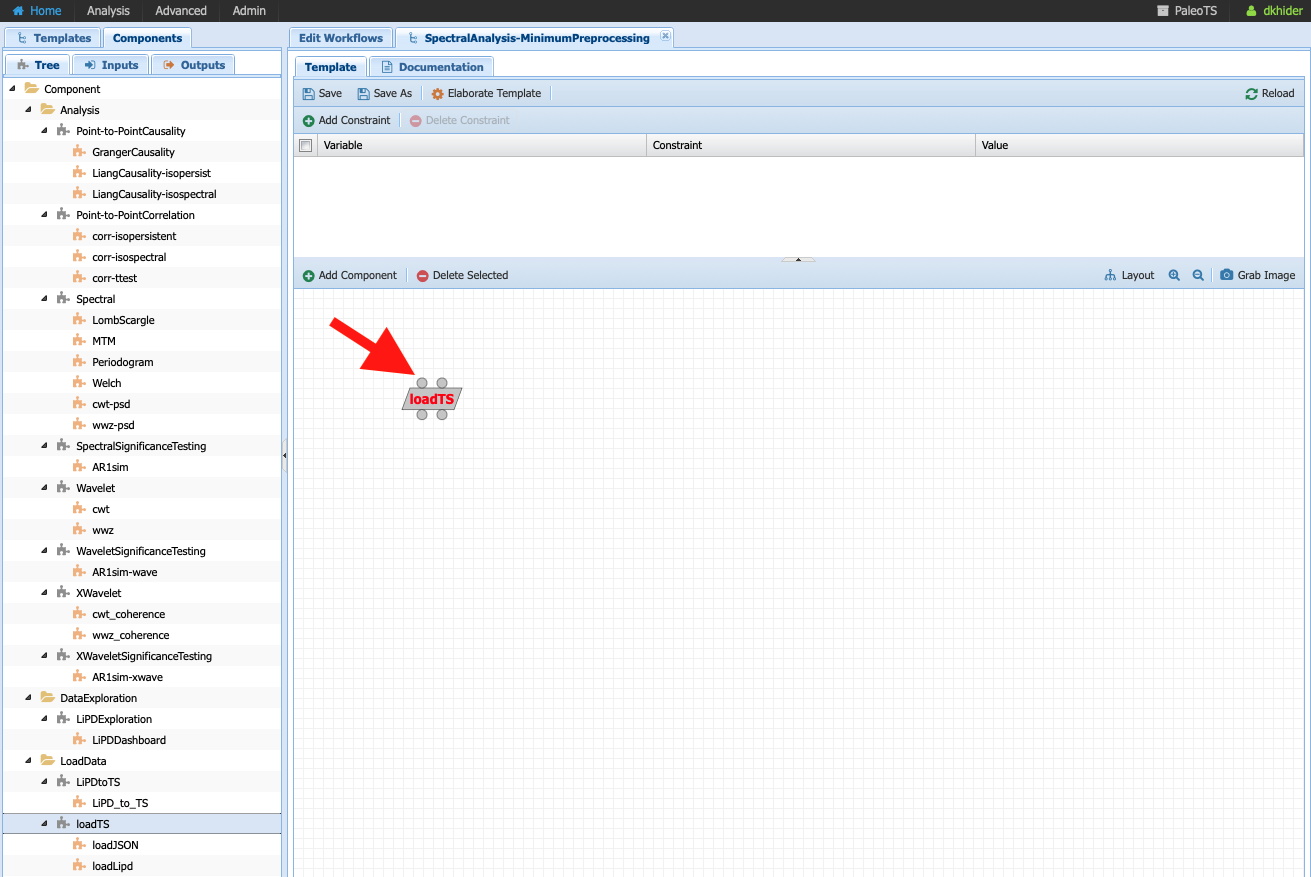 Home Analysis Advanced Admin PaleoTS dkhider
Templates Components
Tree Inputs Outputs
Component
Analysis
Point-to-PointCausality
GrangerCausality
LiangCausality-isopersist
LiangCausality-isospectral
Point-to-PointCorrelation
corr-isopersistent
corr-isospectral
corr-ttest
Spectral
LombScargle
MTM
Periodogram
Welch
cwt-psd
wwz-psd
SpectralSignificanceTesting
AR1sim
Wavelet
cwt
wwz
WaveletSignificanceTesting
AR1sim-wave
XWavelet
cwt_coherence
wwz_coherence
XWaveletSignificanceTesting
AR1sim-xwave
DataExploration
LiPDExploration
LiPDDashboard
LoadData
LiPDtoTS
LiPD_to_TS
loadTS
loadJSON
loadLipd
Edit Workflows SpectralAnalysis-MinimumPreprocessing
Template Documentation
Save Save As Elaborate Template Reload
Add Constraint Delete Constraint
Variable Constraint Value
Add Component Delete Selected Layout Grab Image
loadTS